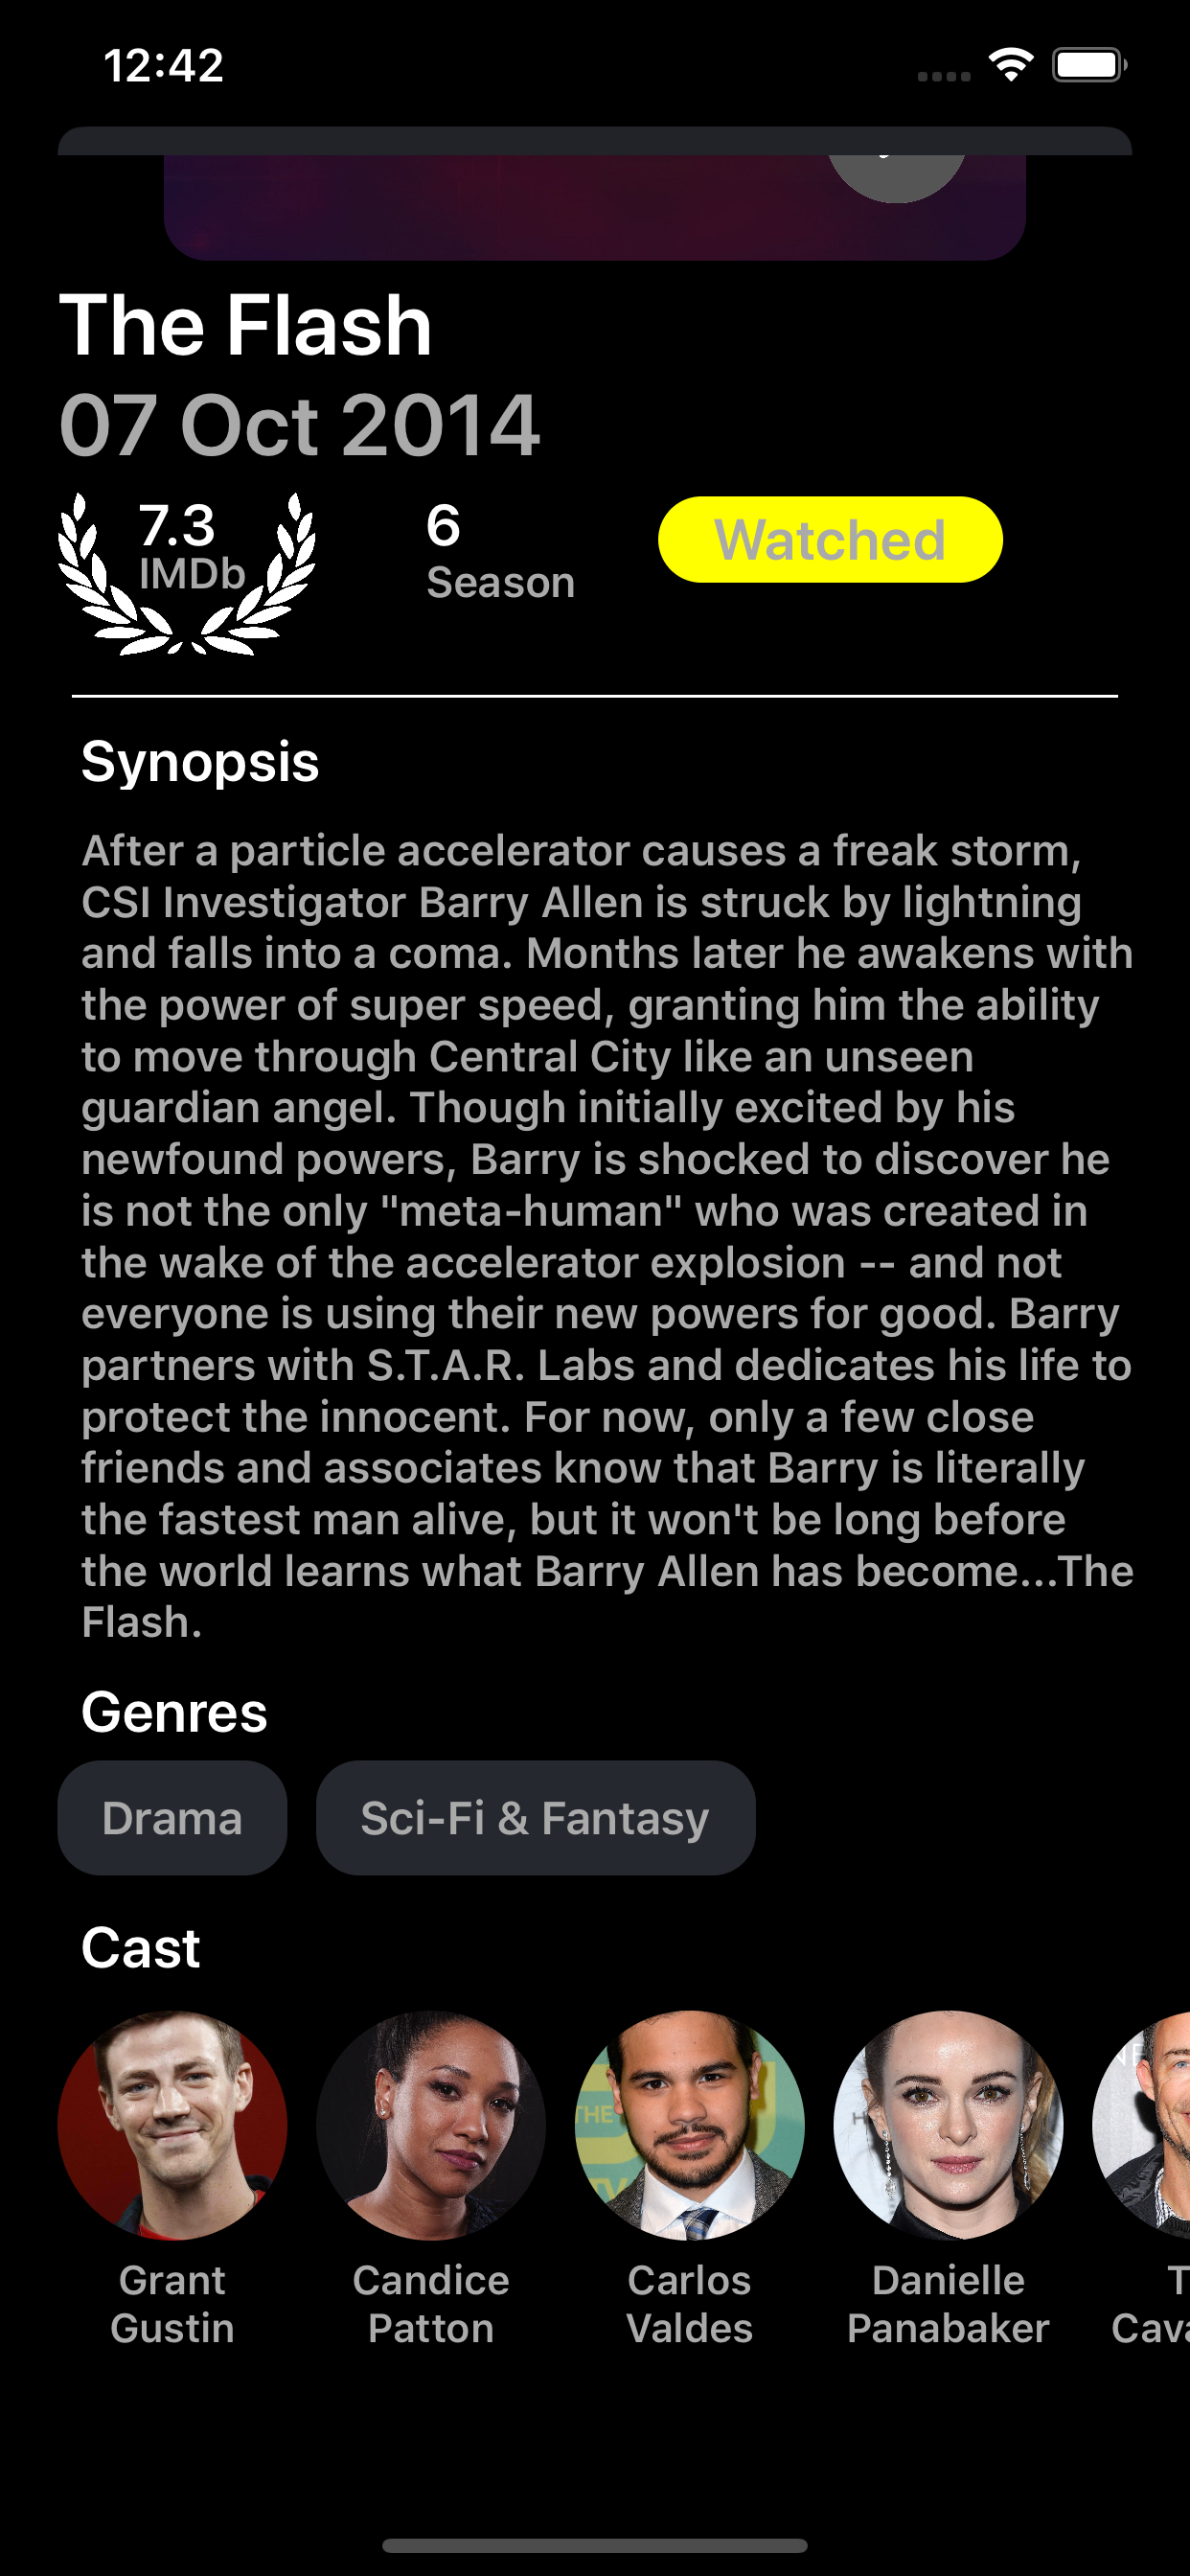 12:42
The Flash
07 Oct 2014
7.3
IMDb
6
Season
Watched
Synopsis
After a particle accelerator causes a freak storm,
CSI Investigator Barry Allen is struck by lightning
and falls into a coma. Months later he awakens with
the power of super speed, granting him the ability
to move through Central City like an unseen
guardian angel. Though initially excited by his
newfound powers, Barry is shocked to discover he
is not the only "meta-human" who was created in
the wake of the accelerator explosion -- and not
everyone is using their new powers for good. Barry
partners with S.T.A.R. Labs and dedicates his life to
protect the innocent. For now, only a few close
friends and associates know that Barry is literally
the fastest man alive, but it won't be long before
the world learns what Barry Allen has become...The
Flash.
Genres
Drama
Sci-Fi & Fantasy
Cast
Grant
Gustin
Candice
Patton
Carlos
Valdes
Danielle
Panabaker